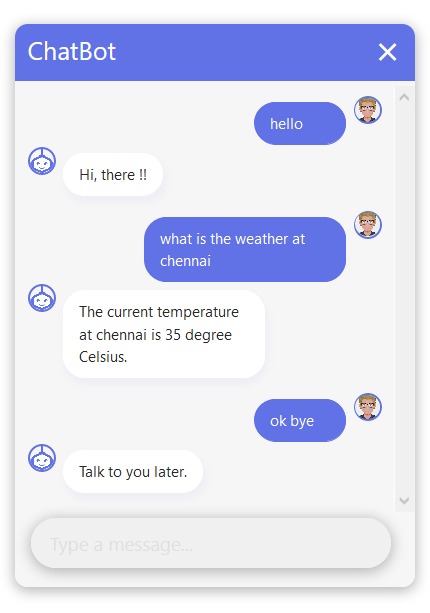 ChatBot
hello
Hi, there !!
what is the weather at
chennai
The current temperature
at chennai is 35 degree
Celsius.
ok bye
Talk to you later.
Type a message...